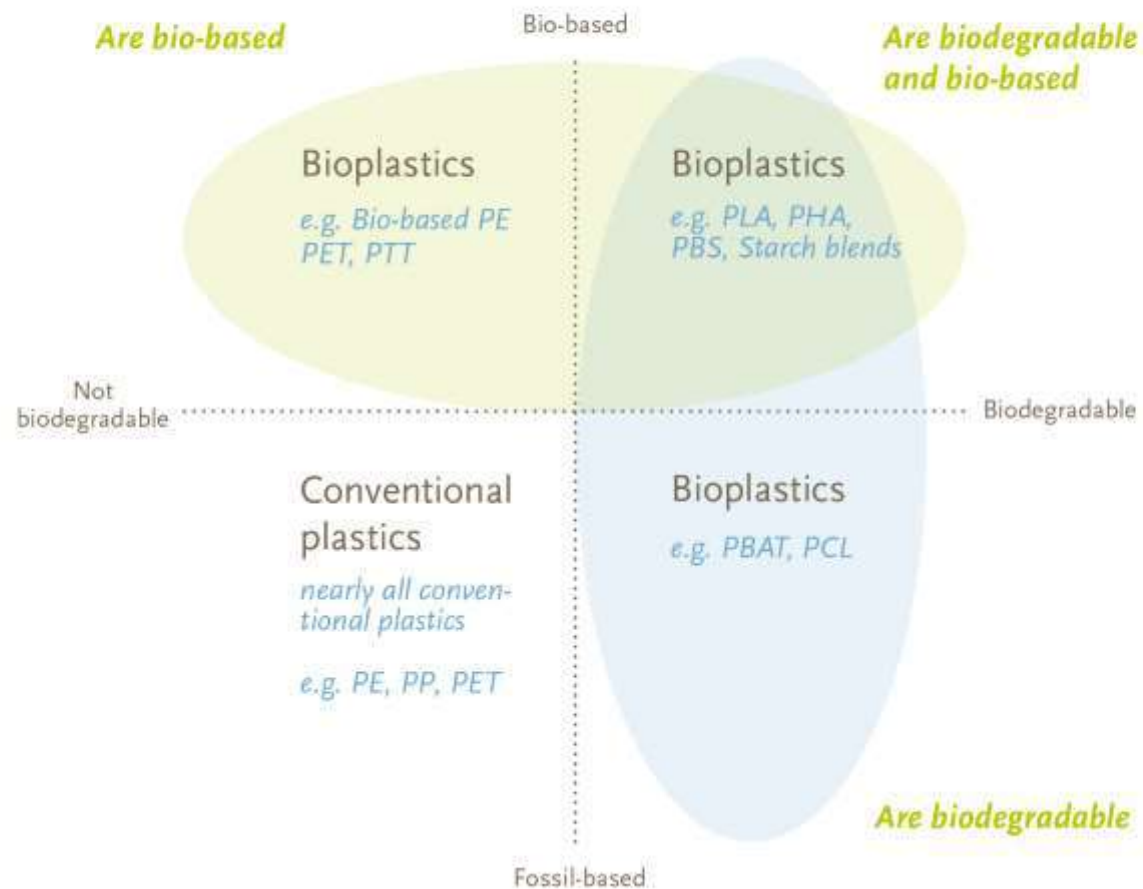 Bio-based
Are bio-based
Are biodegradable
and bio-based
Bioplastics
e.g. Bio-based PE
PET, PTT
Bioplastics
e.g. PLA, PHA,
PBS, Starch blends
Not
biodegradable
Biodegradable
Conventional
plastics
nearly all conven-
tional plastics
e.g. PE, PP, PET
Bioplastics
e.g. PBAT, PCL
Are biodegradable
Fossil-based